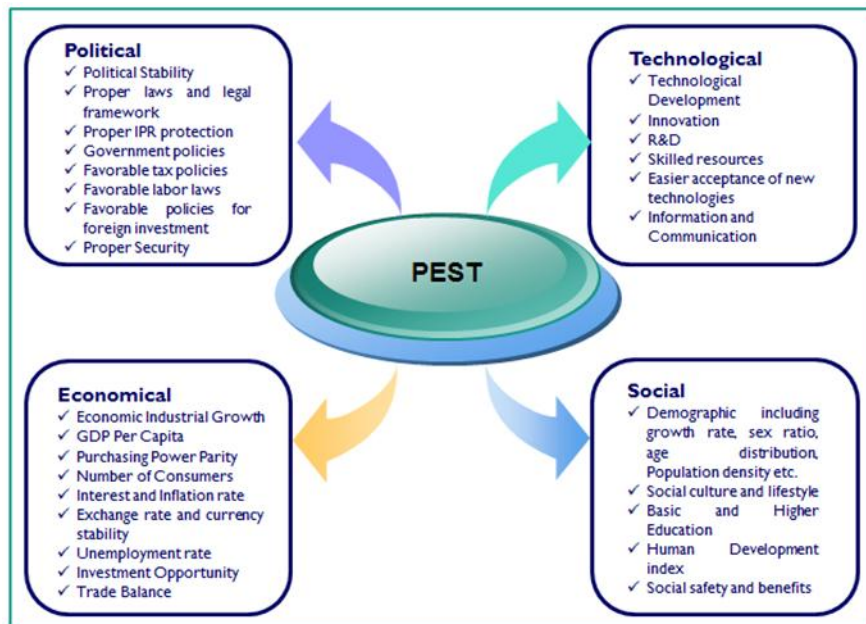 Political
✓ Political Stability
✓ Proper laws and legal
framework
✓ Proper IPR protection
✓ Government policies
✓ Favorable tax policies
✓ Favorable labor laws
✓ Favorable policies for
foreign investment
✓ Proper Security
Technological
✓ Technological
Development
✓ Innovation
✓ R&D
✓ Skilled resources
✓ Easier acceptance of new
technologies
✓ Information and
Communication
PEST
Economical
✓ Economic Industrial Growth
✓ GDP Per Capita
✓ Purchasing Power Parity
✓ Number of Consumers
✓ Interest and Inflation rate
✓ Exchange rate and currency
stability
✓ Unemployment rate
✓ Investment Opportunity
✓ Trade Balance
Social
✓ Demographic including
growth rate, sex ratio,
age distribution,
Population density etc.
✓ Social culture and lifestyle
✓ Basic and Higher
Education
✓ Human Development
index
✓ Social safety and benefits